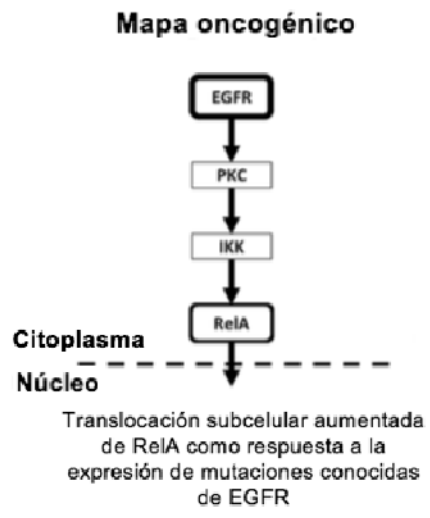 Mapa oncogénico
EGFR
PKC
IKK
RelA
Citoplasma
Núcleo
Translocación subcelular aumentada
de RelA como respuesta a la
expresión de mutaciones conocidas
de EGFR